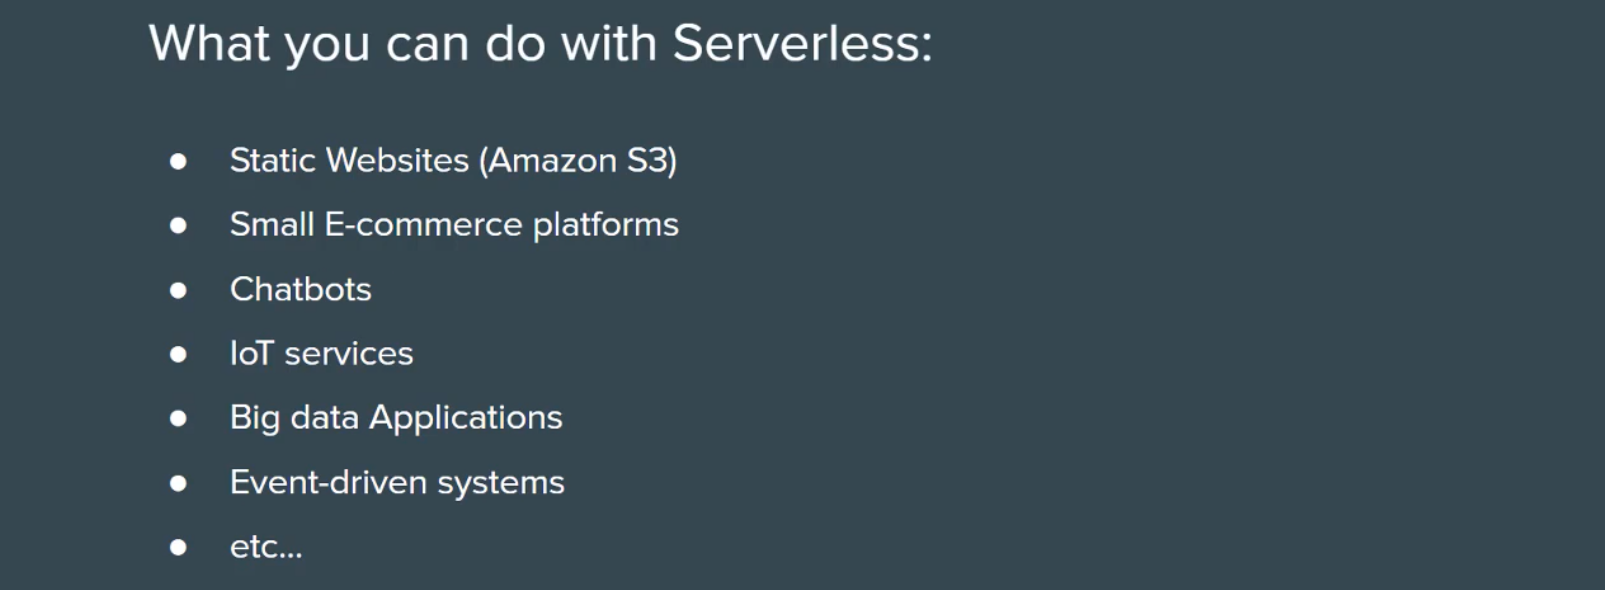 What you can do with Serverless:
● Static Websites (Amazon S3)
● Small E-commerce platforms
● Chatbots
● IoT services
● Big data Applications
● Event-driven systems
● etc...